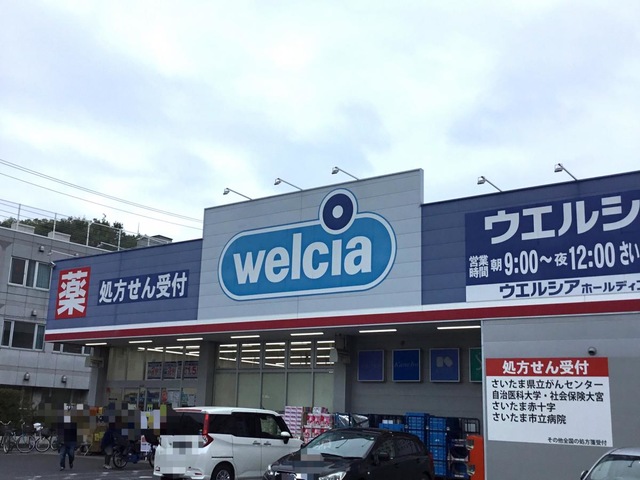 welcia
薬 処方せん受付
ウエルシ
営業時間 朝9:00～夜12:00 さい
ウエルシアホールディ
処方せん受付
さいたま県立がんセンター
自治医科大学・社会保険大宮
さいたま赤十字
さいたま市立病院
その他全国の処方箋受付